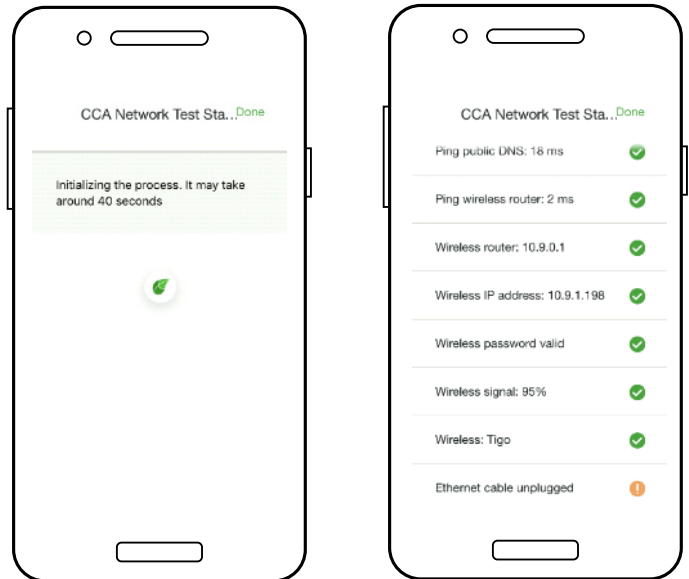 CCA Network Test Sta...Done
Initializing the process. It may take
around 40 seconds
CCA Network Test Sta...Done
Ping public DNS: 18 ms
Ping wireless router: 2 ms
Wireless router: 10.9.0.1
Wireless IP address: 10.9.1.198
Wireless password valid
Wireless signal: 95%
Wireless: Tigo
Ethernet cable unplugged